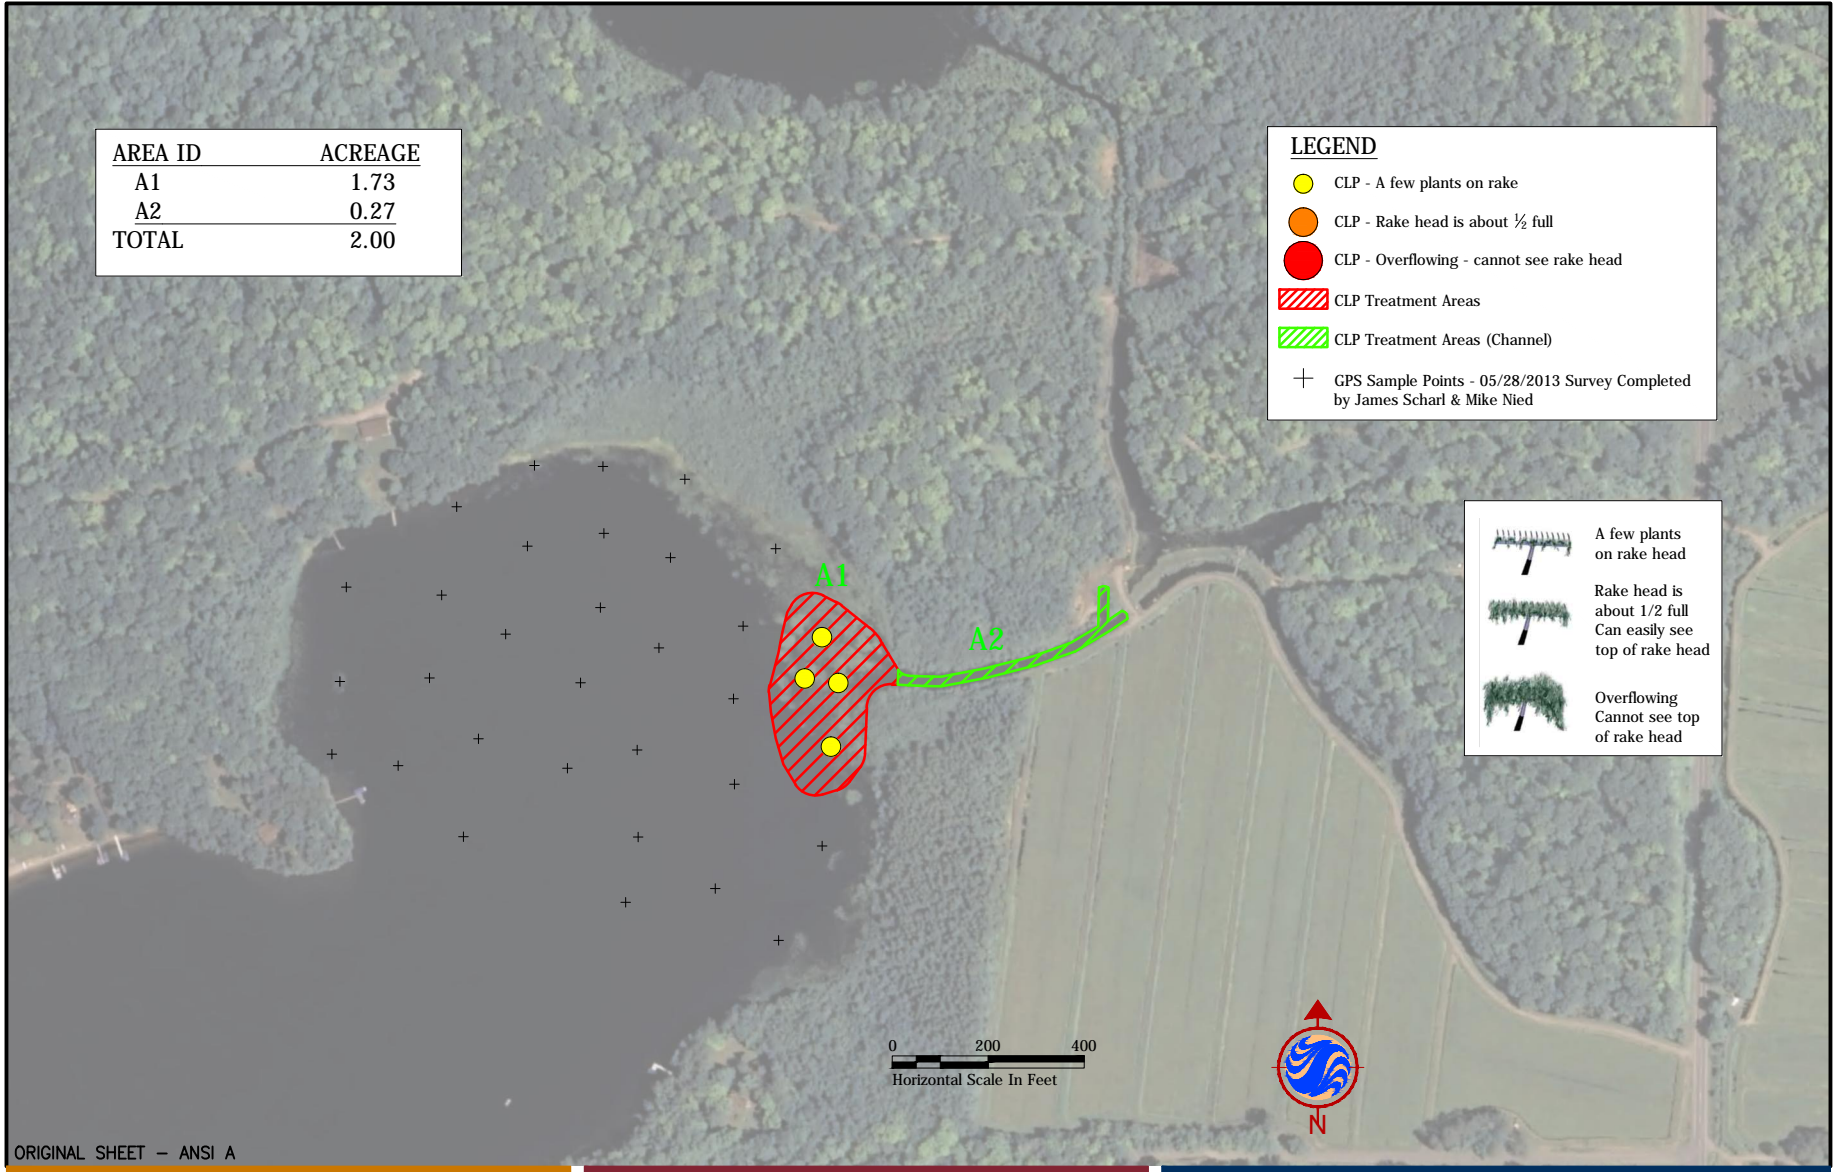 AREA ID ACREAGE
A1 1.73
A2 0.27
TOTAL 2.00
LEGEND
CLP - A few plants on rake
CLP - Rake head is about ½ full
CLP - Overflowing - cannot see rake head
CLP Treatment Areas
CLP Treatment Areas (Channel)
GPS Sample Points - 05/28/2013 Survey Completed
by James Scharl & Mike Nied
A few plants
on rake head
Rake head is
about 1/2 full
Can easily see
top of rake head
Overflowing
Cannot see top
of rake head
A1
A2
0 200 400
Horizontal Scale In Feet
N
ORIGINAL SHEET - ANSI A